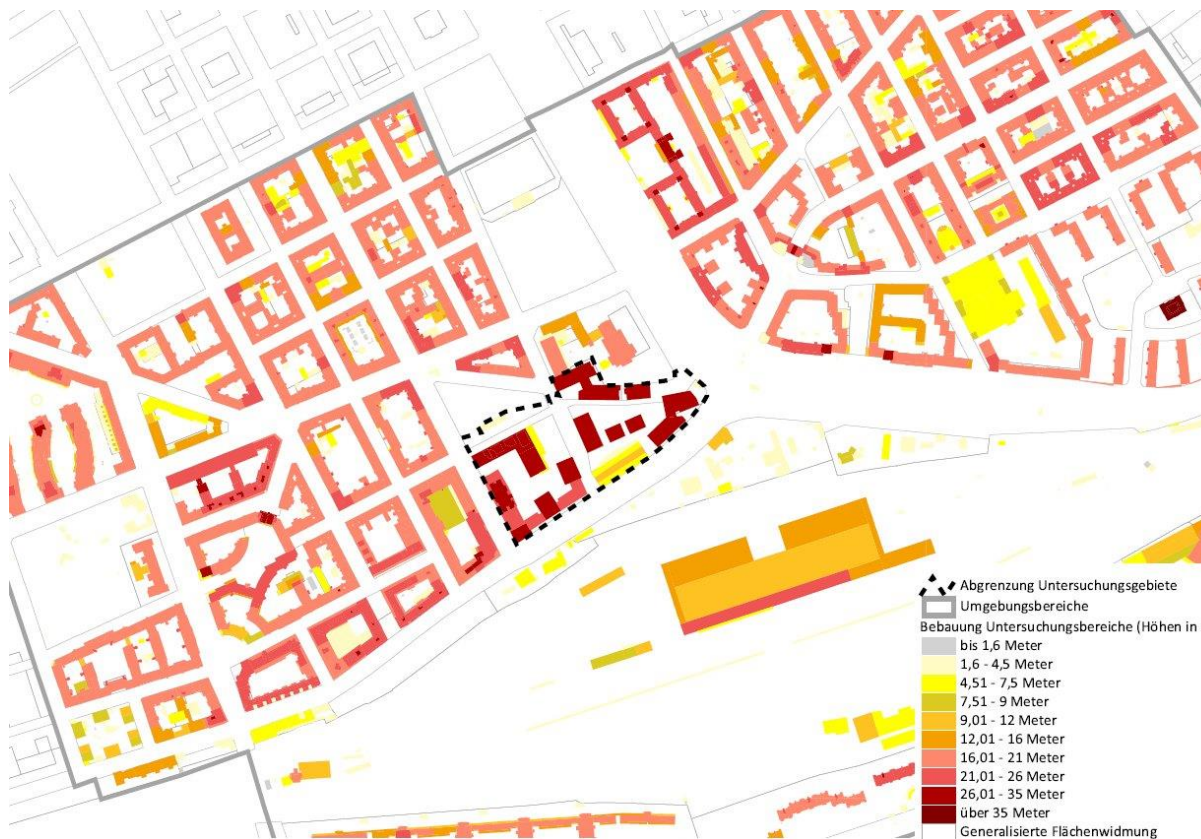 Abgrenzung Untersuchungsgebiete
Umgebungsbereiche
Bebauung Untersuchungsbereiche (Höhen in
bis 1,6 Meter
1,6 - 4,5 Meter
4,51 - 7,5 Meter
7,51 - 9 Meter
9,01 - 12 Meter
12,01 - 16 Meter
16,01 - 21 Meter
21,01 - 26 Meter
26,01 - 35 Meter
über 35 Meter
Generalisierte Flächenwidmung